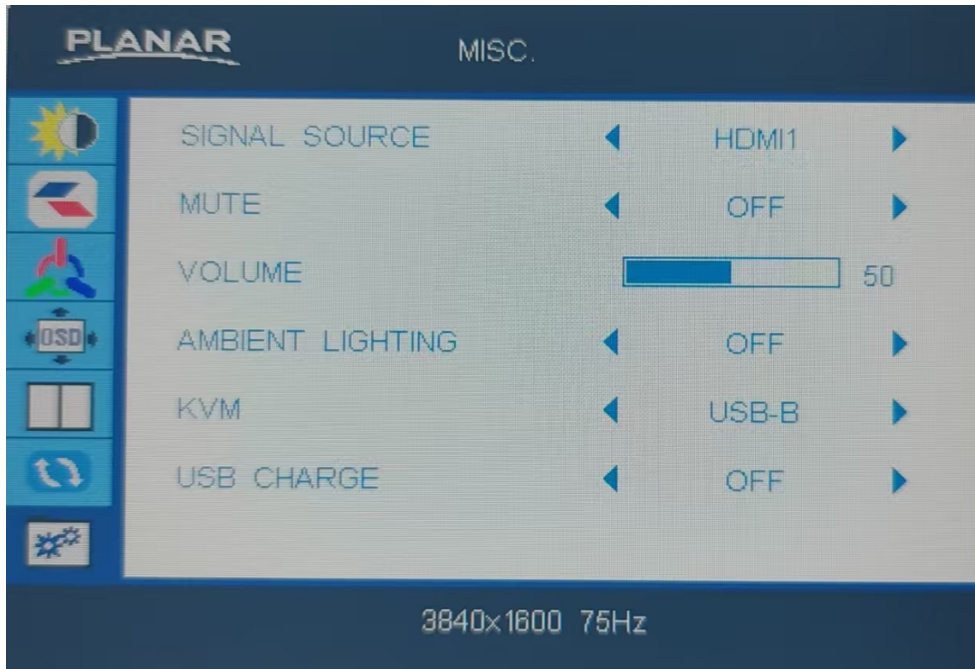 PLANAR
MISC.
SIGNAL SOURCE HDMI1
MUTE OFF
VOLUME 50
AMBIENT LIGHTING OFF
OSD
KVM USB-B
USB CHARGE OFF
3840x1600 75Hz